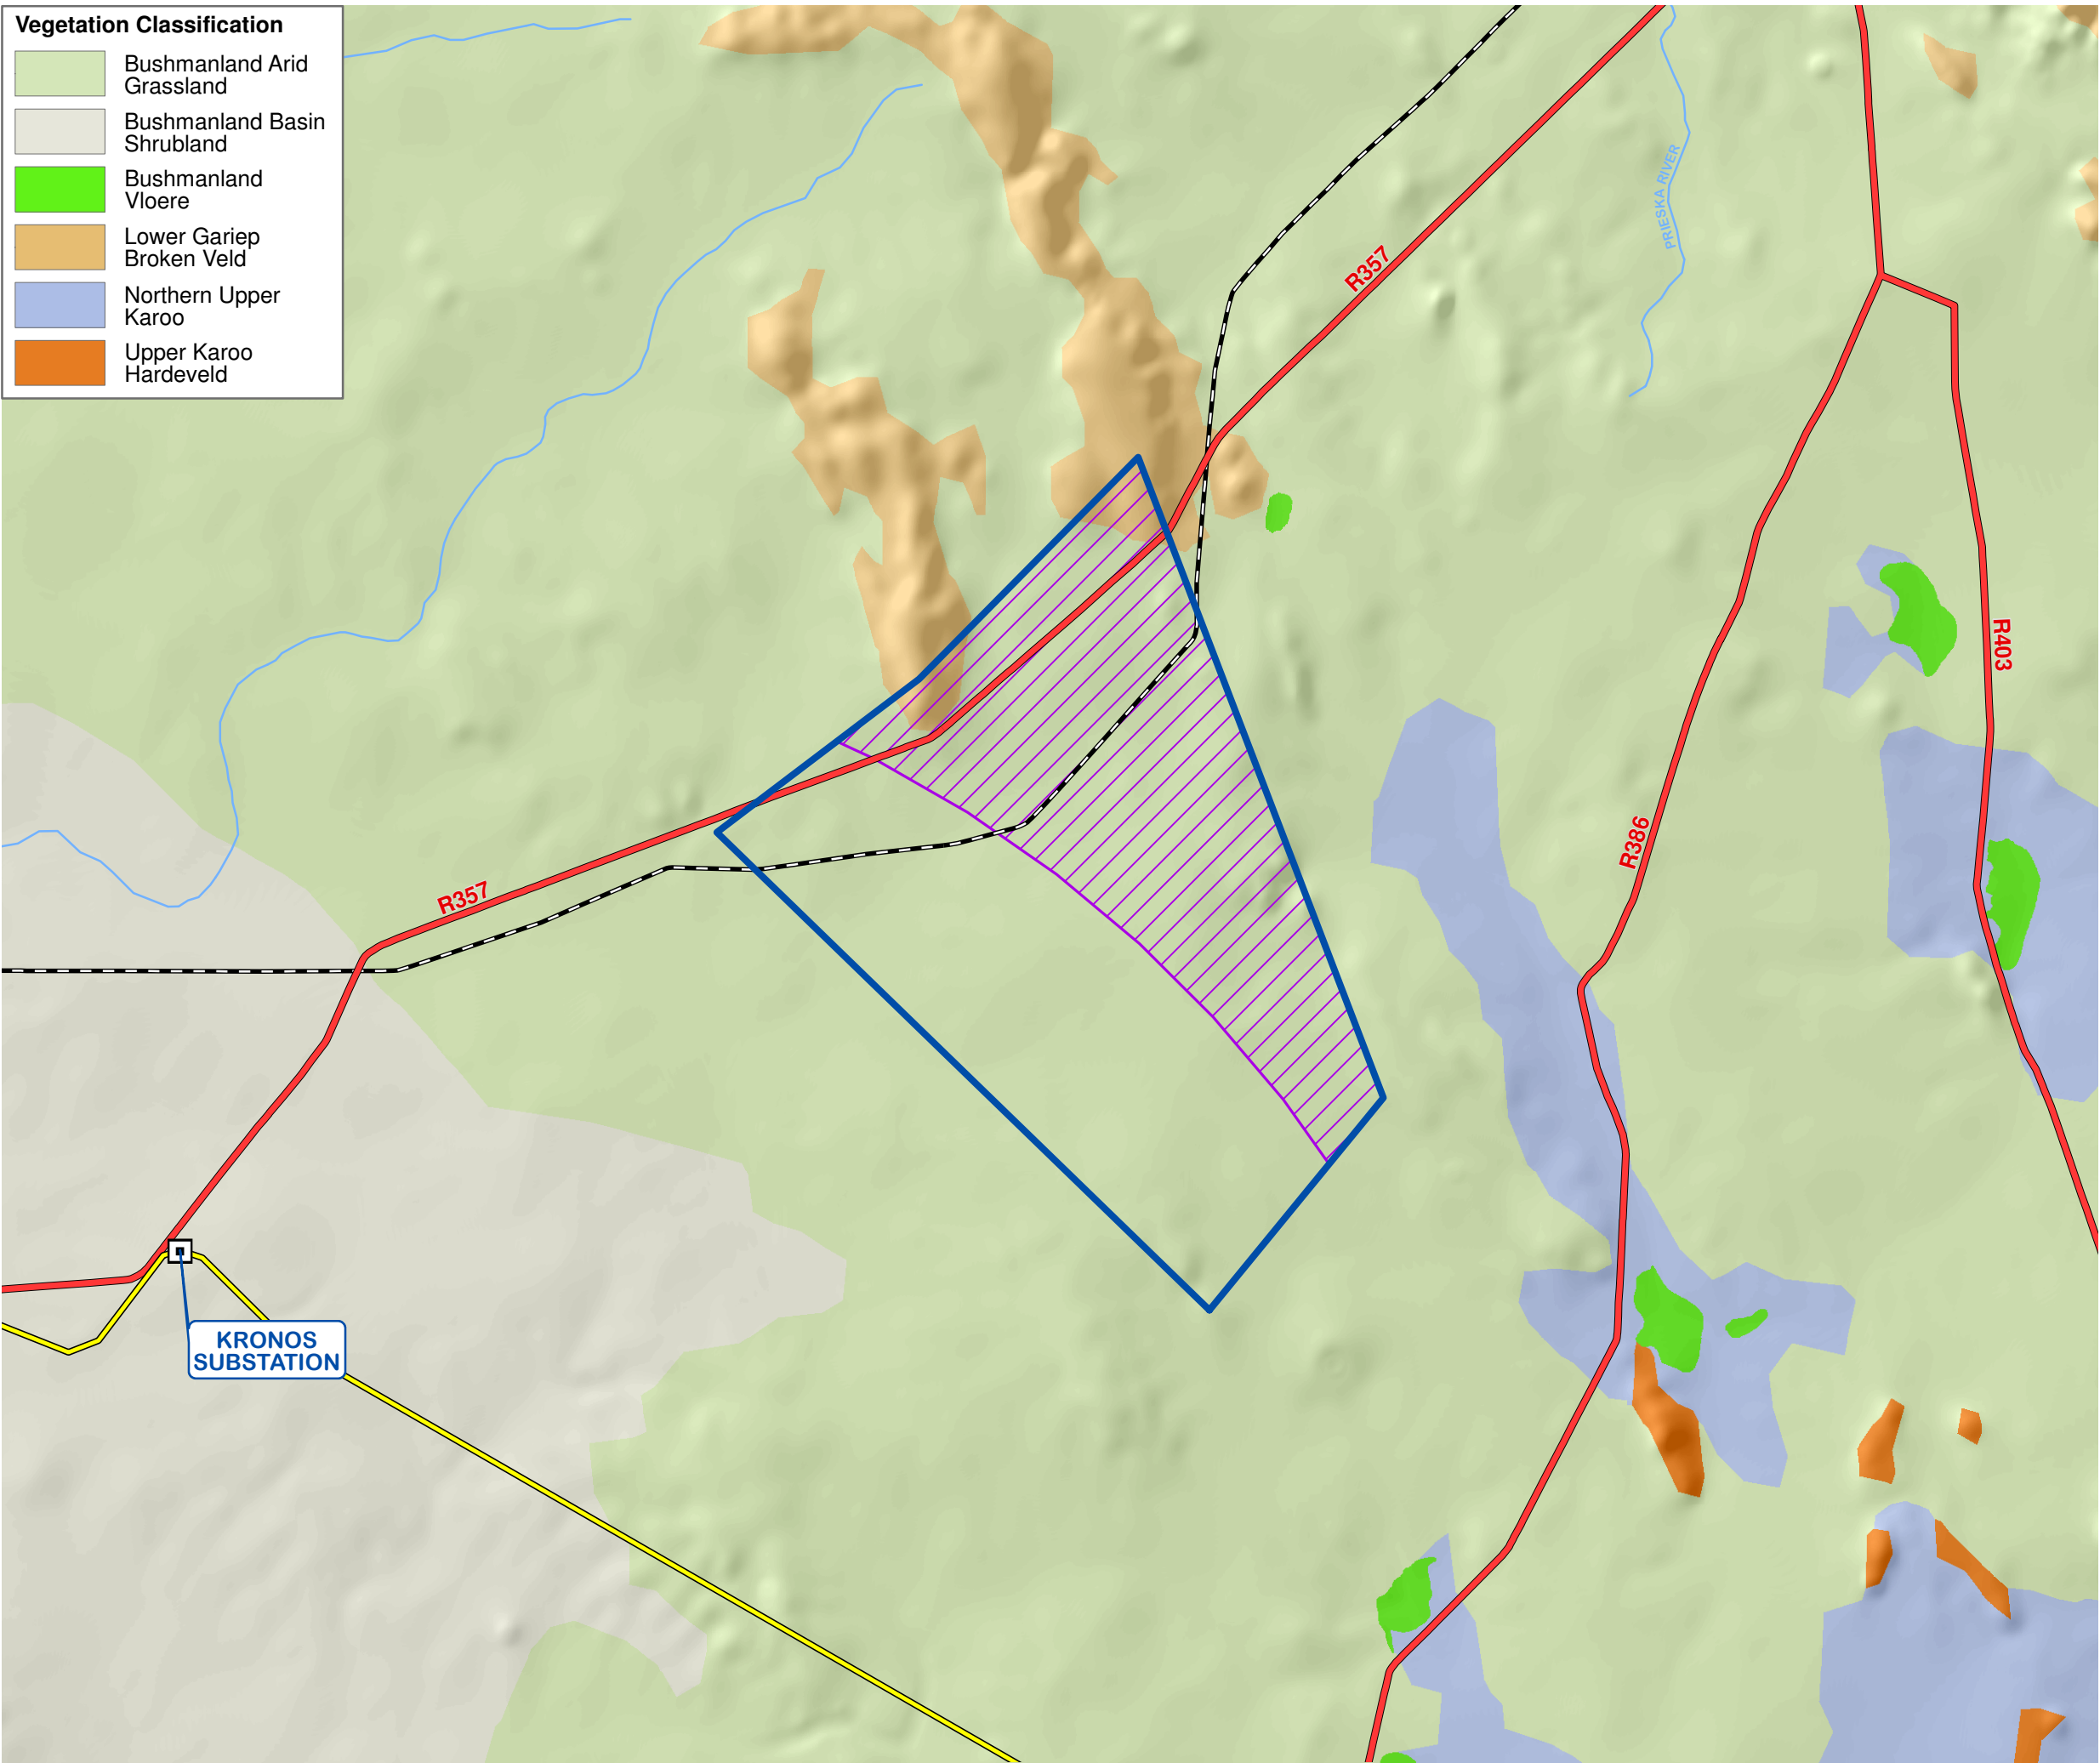 Vegetation Classification
Bushmanland Arid
Grassland
Bushmanland Basin
Shrubland
Bushmanland
Vloere
Lower Gariep
Broken Veld
Northern Upper
Karoo
Upper Karoo
Hardeveld
PRIESKA RIVER
R357
R403
R386
R357
KRONOS
SUBSTATION